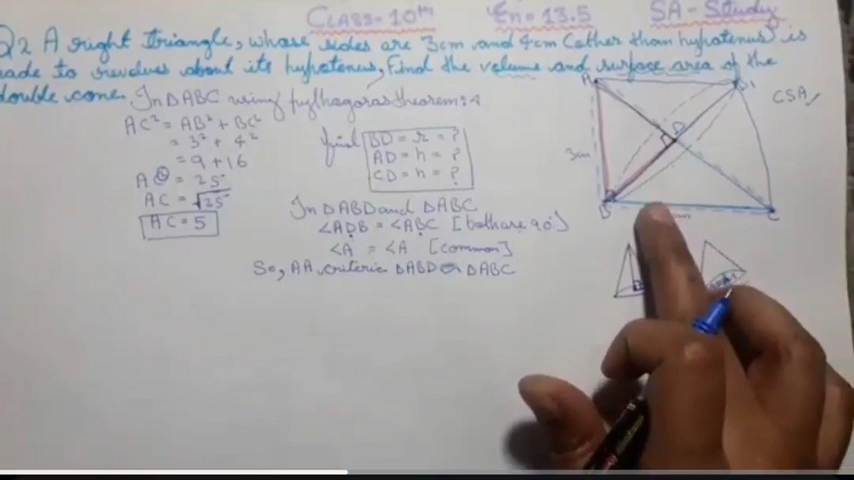 CLASS-10th Ex = 13.5 SA-Study
Q2 A right triangle, whose sides are 3cm and 4cm (other than hypotenus) is
made to revolves about its hypotenus, Find the volume and surface area of the
double cone.
In ΔABC using pythagoras theorem:-
AC² = AB² + BC²
= 3² + 4²
= 9 + 16
AC² = 25
AC = √25
AC = 5
find
BD = r = ?
AD = h = ?
CD = h = ?
In ΔABD and ΔABC
∠ADB = ∠ABC [both are 90°]
∠A = ∠A [common]
So, AA criteria ΔABD ~ ΔABC
A
D
B
C
3cm
CSA